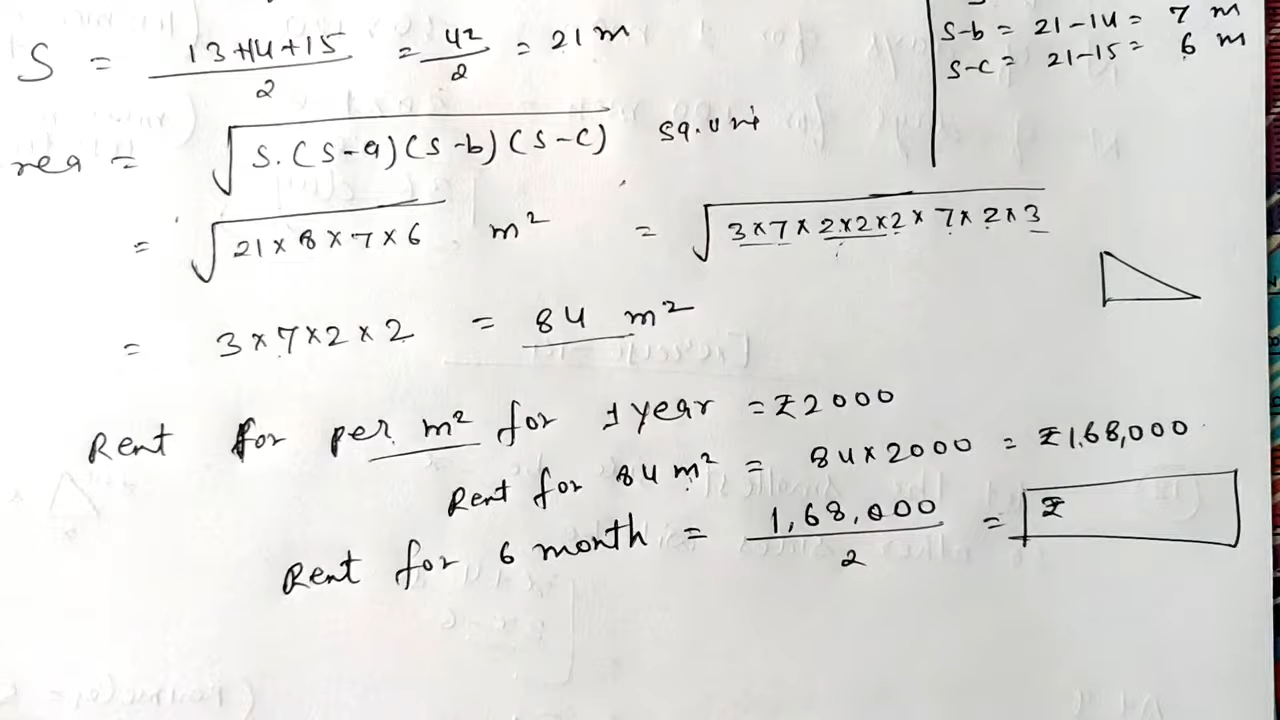 S = 13+14+15 / 2 = 42 / 2 = 21 m
s-b = 21-14 = 7 m
s-c = 21-15 = 6 m
rea = √s.(s-a)(s-b)(s-c) sq.uni
= √21×8×7×6 m² = √3×7×2×2×2×7×2×3
= 3×7×2×2 = 84 m²
Rent for per m² for 1 year = ₹2000
Rent for 84 m² = 84×2000 = ₹1,68,000
Rent for 6 month = 1,68,000 / 2 = ₹